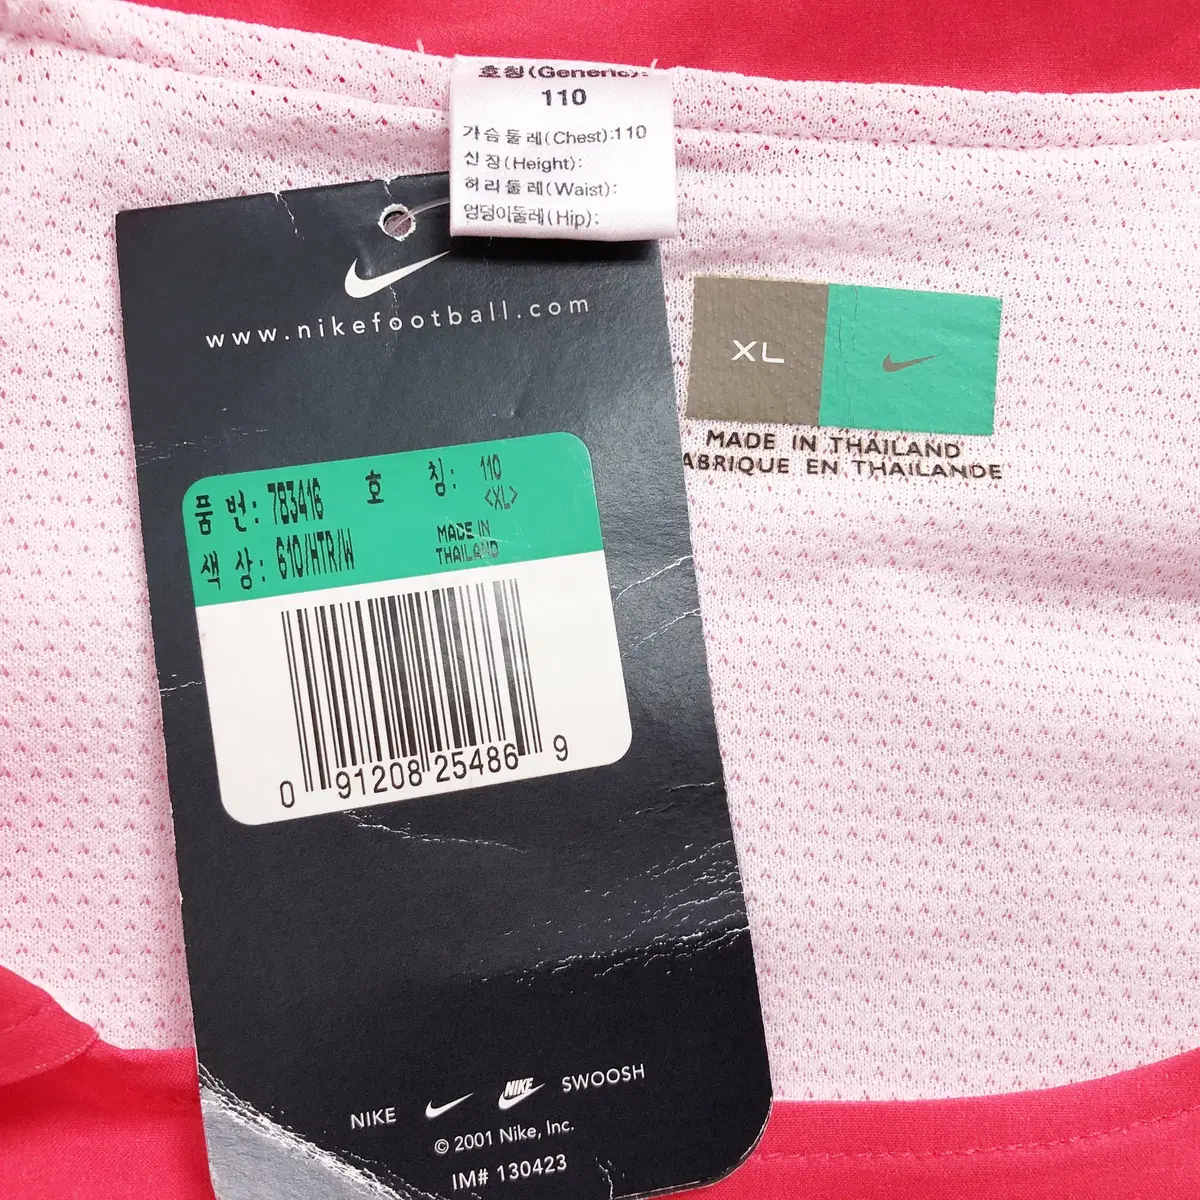 호칭(Generic):
110
가슴둘레(Chest):110
신장(Height):
허리둘레(Waist):
엉덩이둘레(Hip):
www.nikefootball.com
품 번: 783416 호 칭: 110
<XL>
색 상: 610/HTR/W MADE IN
THAILAND
0 91208 25486 9
NIKE NIKE SWOOSH
© 2001 Nike, Inc.
IM# 130423
XL
MADE IN THAILAND
ABRIQUE EN THAILANDE